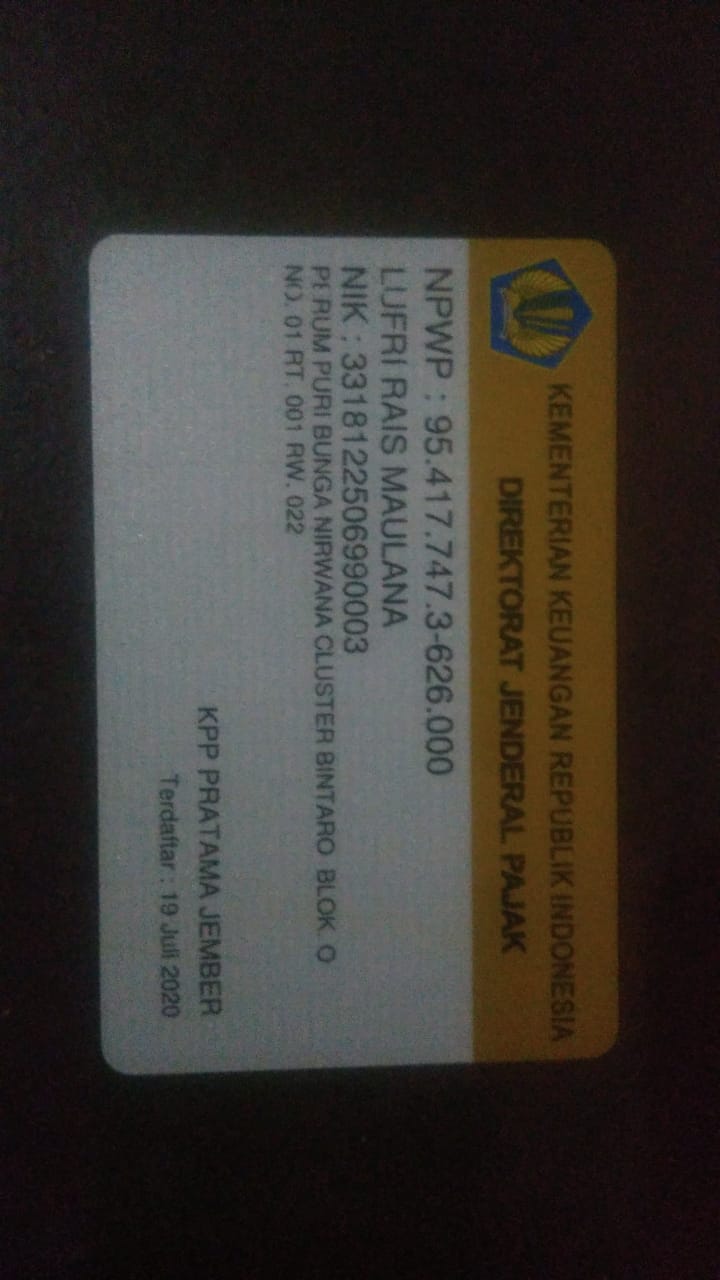 KEMENTERIAN KEUANGAN REPUBLIK INDONESIA
DIREKTORAT JENDERAL PAJAK
NPWP : 95.417.747.3-626.000
LUFRI RAIS MAULANA
NIK : 3318122506990003
PERUM PURI BUNGA NIRWANA CLUSTER BINTARO BLOK O
NO. 01 RT. 001 RW. 022
KPP PRATAMA JEMBER
Terdaftar : 19 Juli 2020